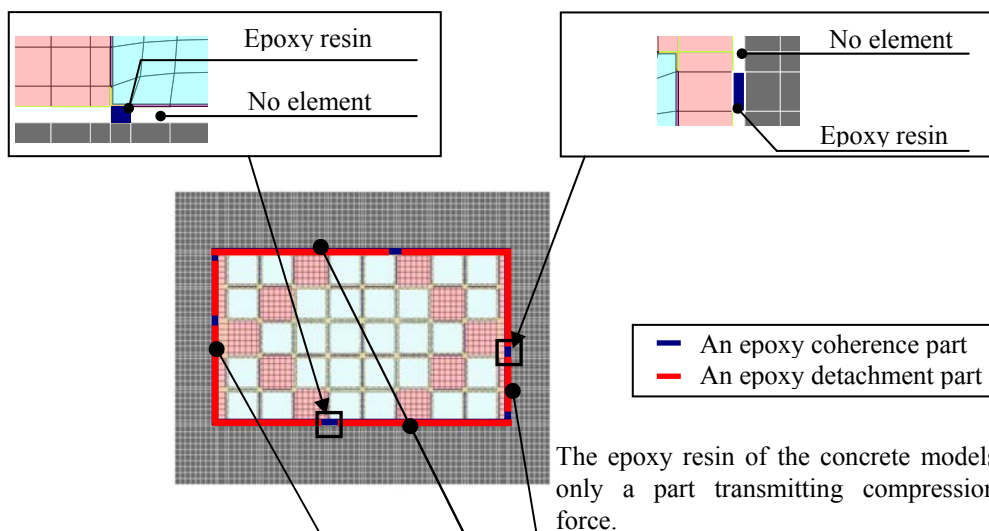 Epoxy resin
No element
No element
Epoxy resin
An epoxy coherence part
An epoxy detachment part
The epoxy resin of the concrete models
only a part transmitting compression
force.